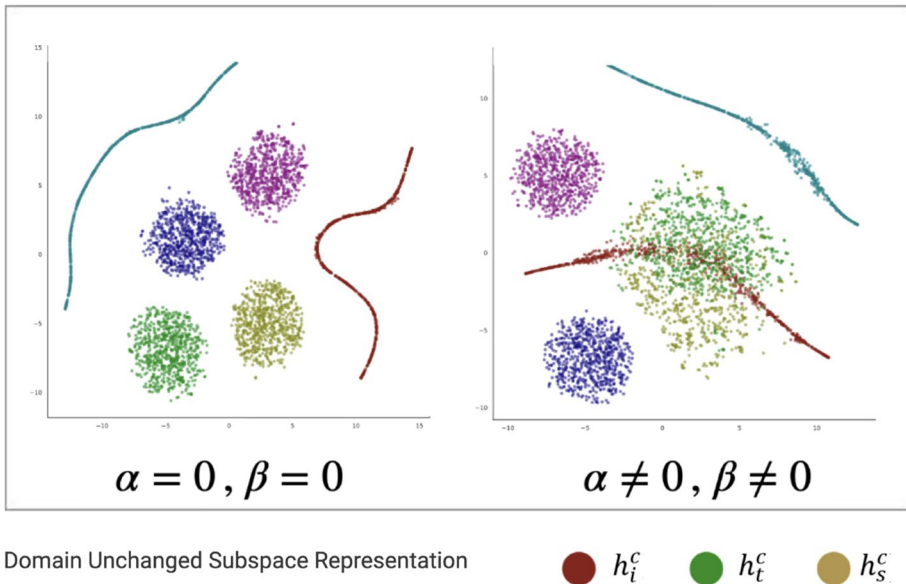 15
10
5
0
−5
−10
−10 −5 0 5 10 15
α = 0 , β = 0
10
5
0
−5
−10
−10 −5 0 5 10
α ≠ 0 , β ≠ 0
Domain Unchanged Subspace Representation h_i^c h_t^c h_s^c